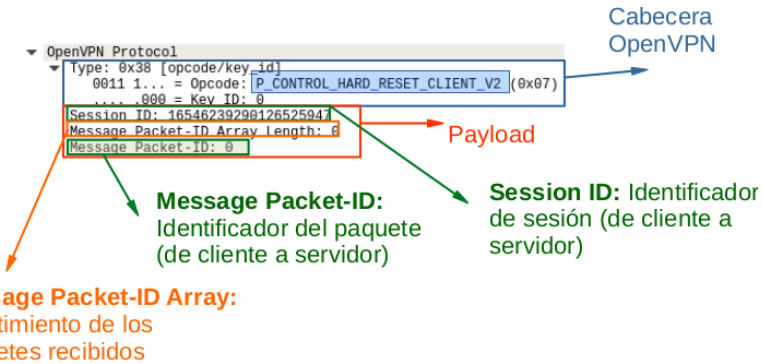 Cabecera
OpenVPN
OpenVPN Protocol
Type: 0x38 [opcode/key_id]
0011 1... = Opcode: P_CONTROL_HARD_RESET_CLIENT_V2 (0x07)
.... .000 = Key ID: 0
Session ID: 16546239290126525947
Message Packet-ID Array Length: 0
Message Packet-ID: 0
Payload
Message Packet-ID:
Identificador del paquete
(de cliente a servidor)
Session ID: Identificador
de sesión (de cliente a
servidor)
sage Packet-ID Array:
timiento de los
etes recibidos